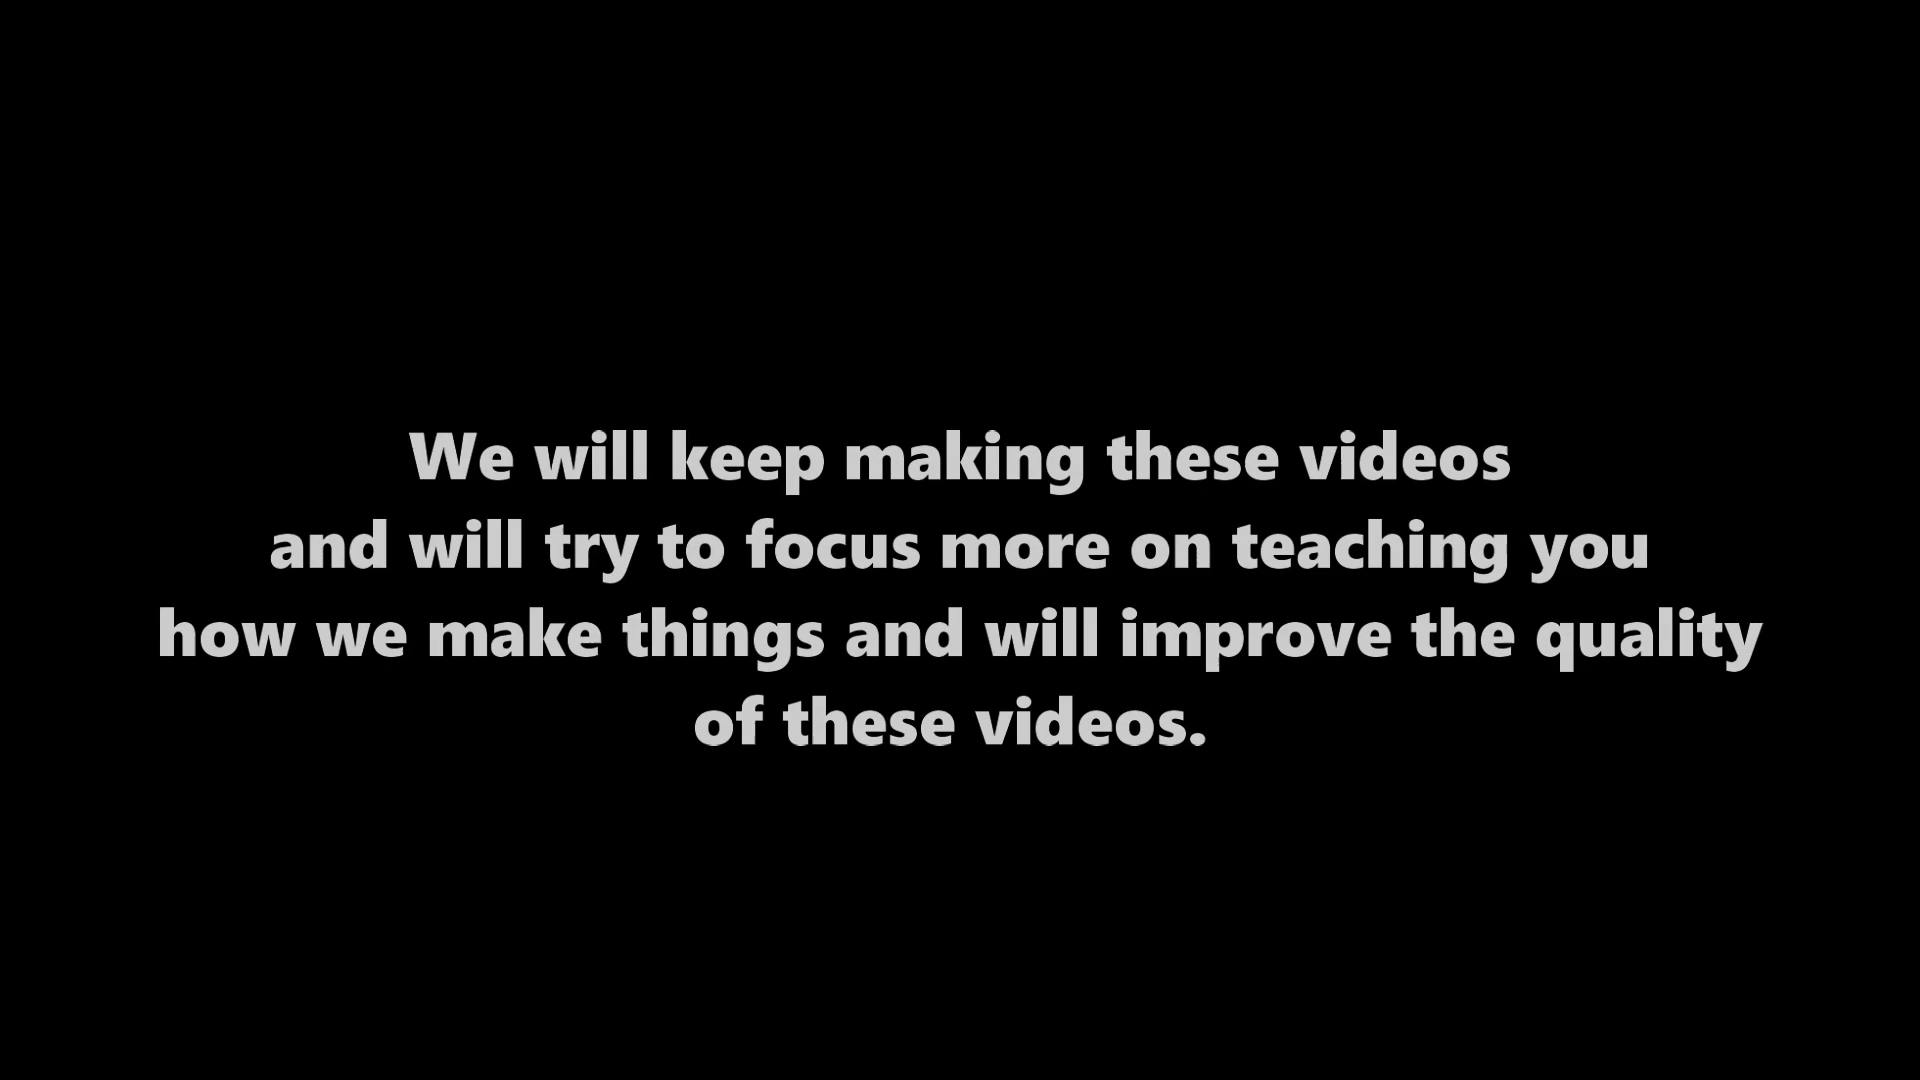 We will keep making these videos
and will try to focus more on teaching you
how we make things and will improve the quality
of these videos.